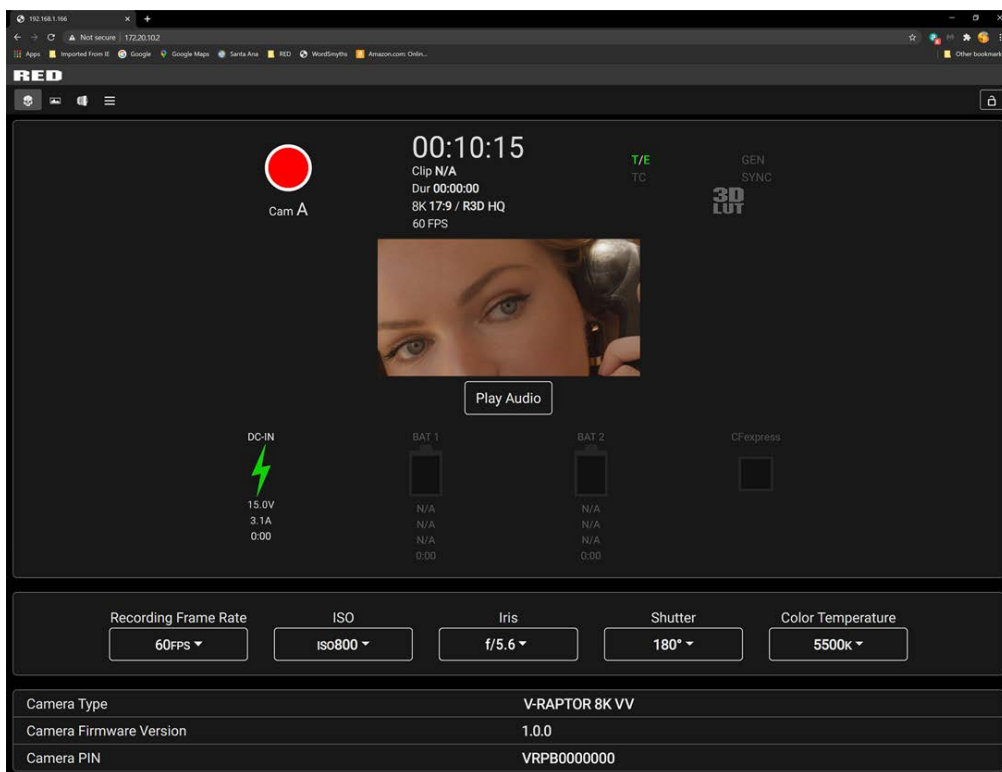 192.168.1.166
Not secure | 172.20.10.2
Apps Imported From IE Google Google Maps Santa Ana RED WordSmyths Amazon.com: Onlin... Other bookmark
RED
00:10:15
Clip N/A
Dur 00:00:00
8K 17:9 / R3D HQ
60 FPS
Cam A
T/E
TC
GEN
SYNC
3D
LUT
Play Audio
DC-IN
15.0V
3.1A
0:00
BAT 1
N/A
N/A
N/A
0:00
BAT 2
N/A
N/A
N/A
0:00
CFexpress
Recording Frame Rate ISO Iris Shutter Color Temperature
60FPS ISO800 f/5.6 180° 5500K
Camera Type V-RAPTOR 8K VV
Camera Firmware Version 1.0.0
Camera PIN VRPB0000000